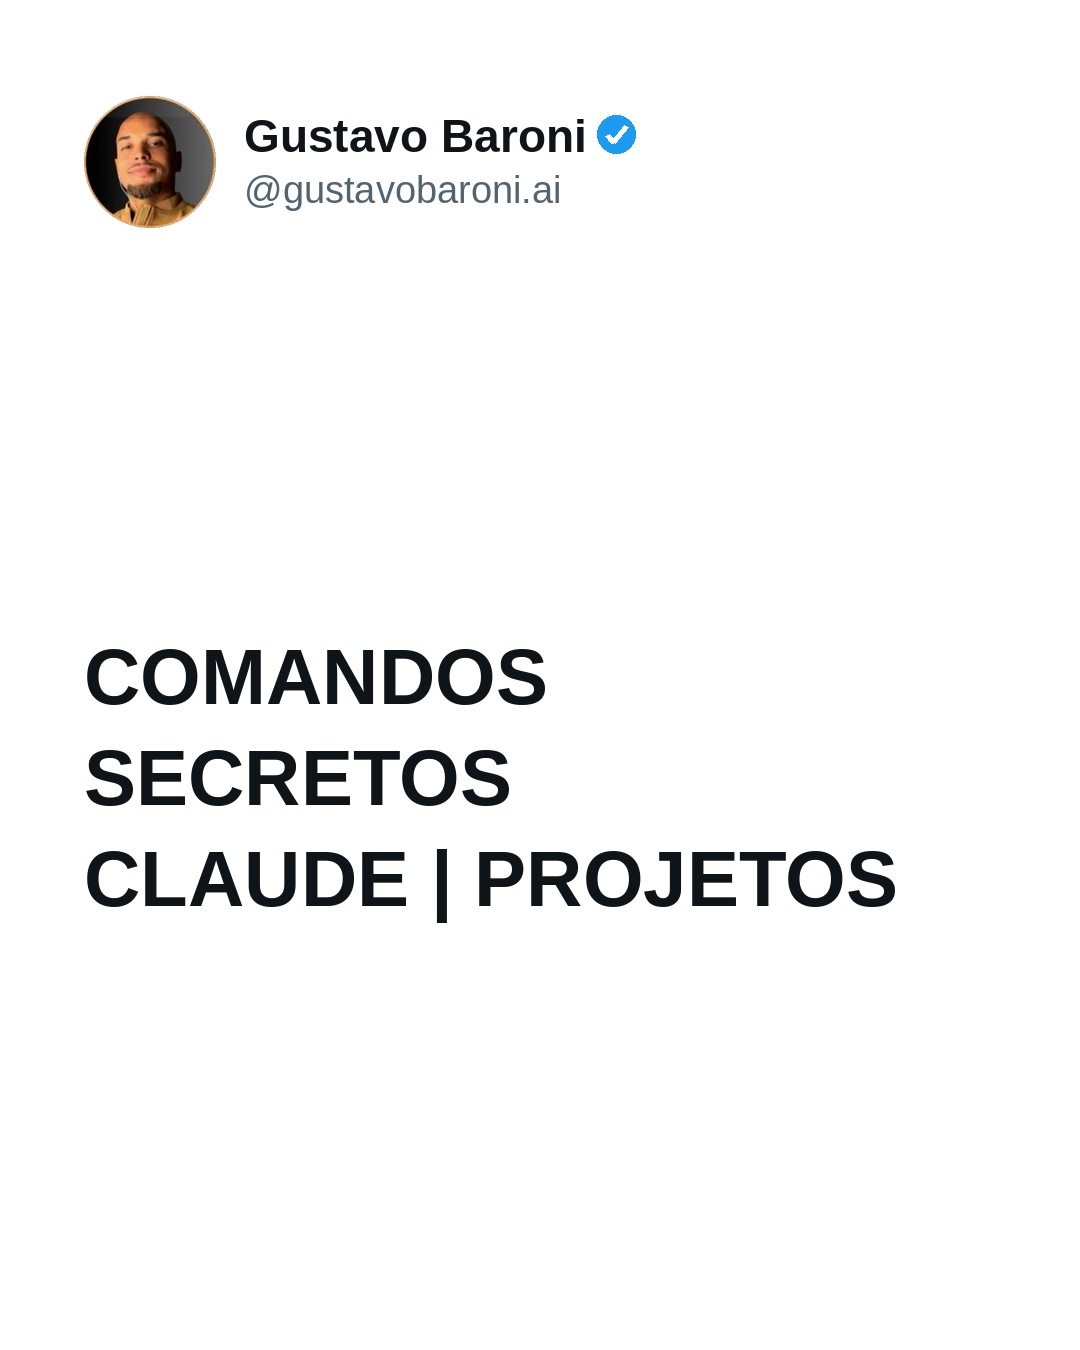 Gustavo Baroni
@gustavobaroni.ai
COMANDOS
SECRETOS
CLAUDE | PROJETOS